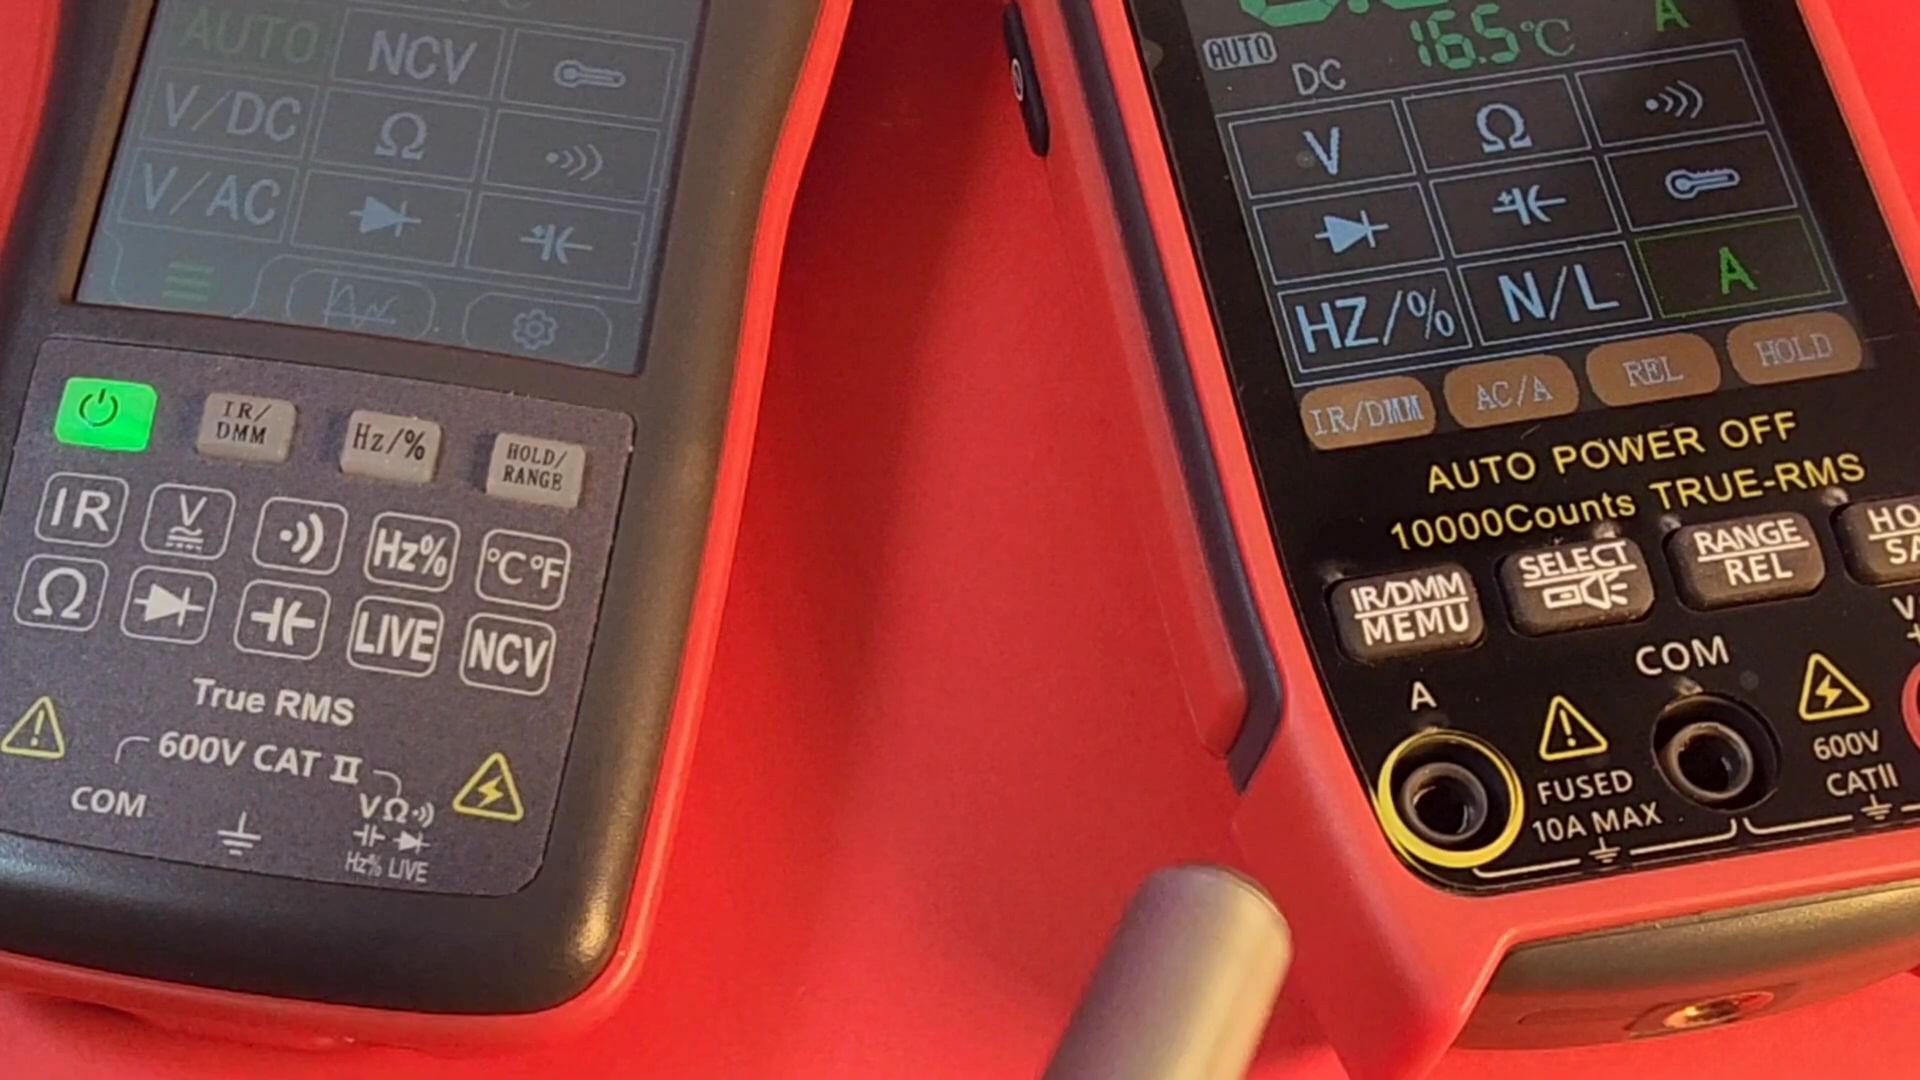 AUTO
NCV
V/DC
Ω
V/AC
IR/
DMM
Hz/%
HOLD/
RANGE
IR
V
Hz%
°C°F
Ω
LIVE
NCV
True RMS
600V CAT II
COM
VΩ
Hz% LIVE
AUTO
16.5°C
A
DC
V
Ω
HZ/%
N/L
A
IR/DMM
AC/A
REL
HOLD
AUTO POWER OFF
10000Counts TRUE-RMS
IR/DMM
MEMU
SELECT
RANGE
REL
HO
SA
A
FUSED
10A MAX
COM
600V
CATII
V